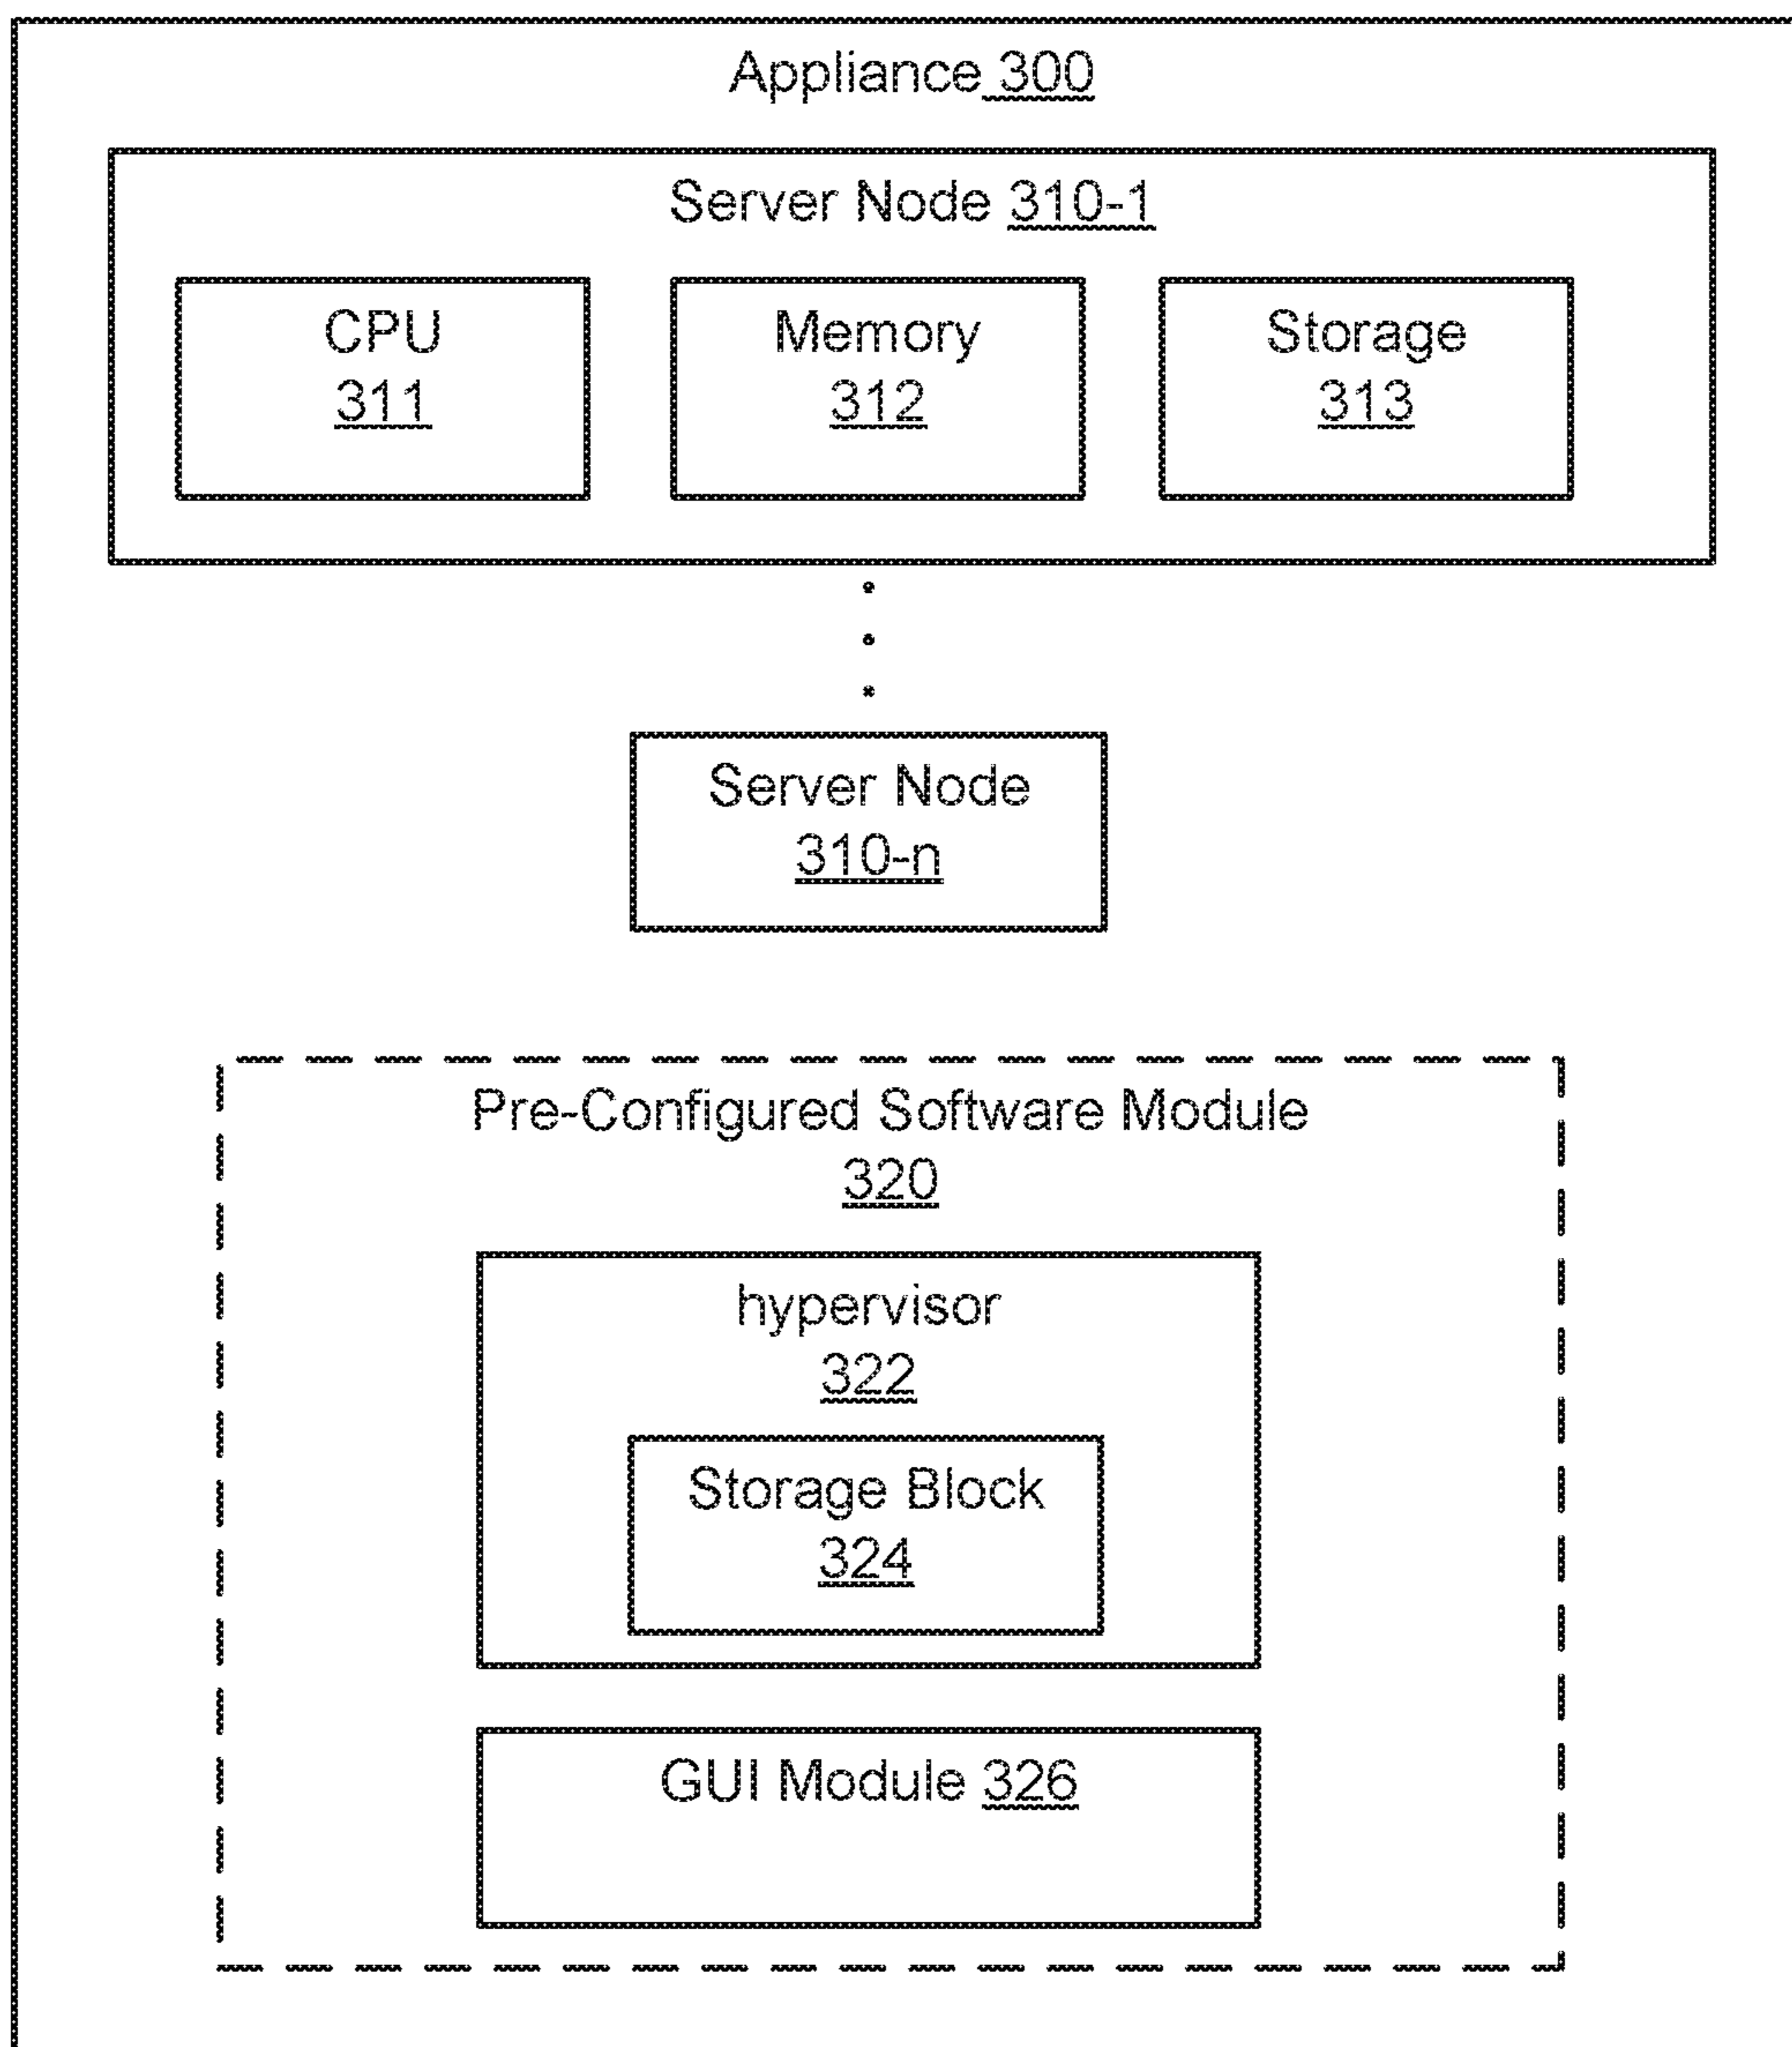 Appliance 300
Server Node 310-1
CPU
311
Memory
312
Storage
313
Server Node
310-n
Pre-Configured Software Module
320
hypervisor
322
Storage Block
324
GUI Module 326